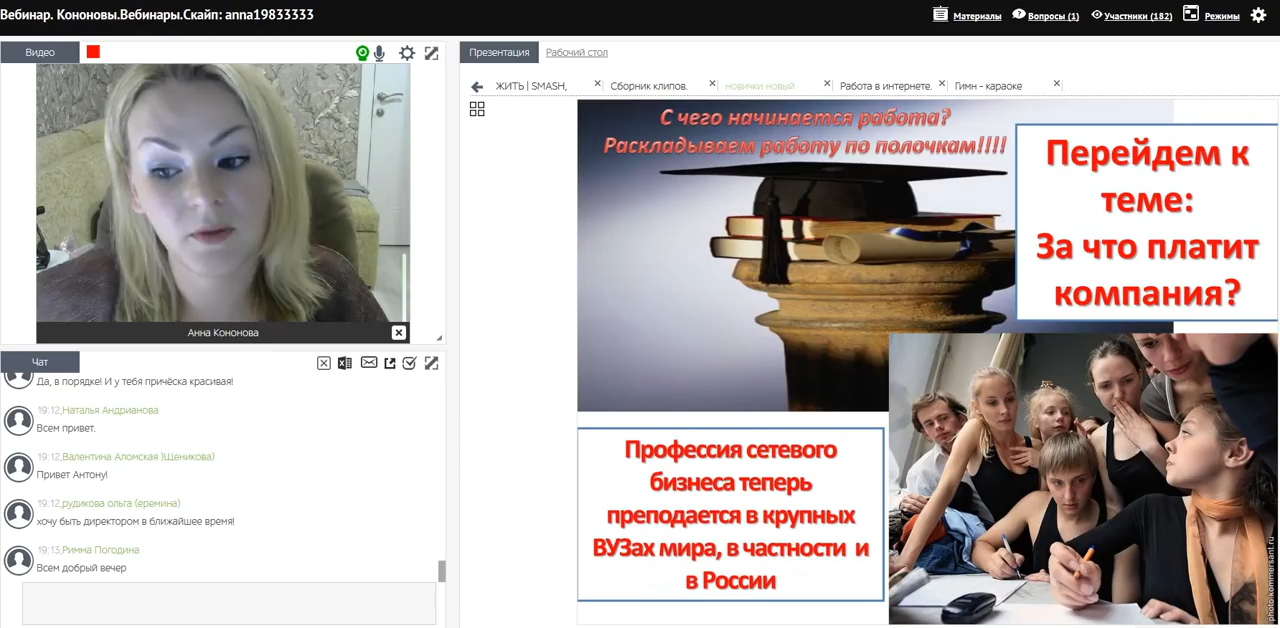 Вебинар. Кононовы.Вебинары.Скайп: anna19833333
Материалы
Вопросы (1)
Участники (182)
Режимы
Видео
Презентация
Рабочий стол
ЖИТЬ | SMASH,
Сборник клипов.
новички новый
Работа в интернете.
Гимн - караоке
Анна Кононова
Чат
Да, в порядке! И у тебя причёска красивая!
19:12,Наталья Андрианова
Всем привет.
19:12,Валентина Аломская )Щеникова)
Привет Антону!
19:12,рудикова ольга (еремина)
хочу быть директором в ближайшее время!
19:13,Римма Погодина
Всем добрый вечер
С чего начинается работа?
Раскладываем работу по полочкам!!!!
Перейдем к
теме:
За что платит
компания?
Профессия сетевого
бизнеса теперь
преподается в крупных
ВУЗах мира, в частности и
в России
photo:kommersant.ru